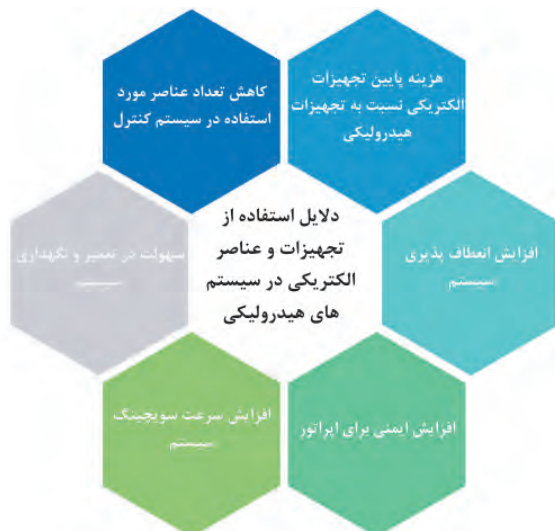 هزینه پایین تجهیزات
الکتریکی نسبت به تجهیزات
هیدرولیکی
کاهش تعداد عناصر مورد
استفاده در سیستم کنترل
دلایل استفاده از
تجهیزات و عناصر
الکتریکی در سیستم
های هیدرولیکی
افزایش انعطاف پذیری
سیستم
سهولت در تعمیر و نگهداری
سیستم
افزایش ایمنی برای اپراتور
افزایش سرعت سویچینگ
سیستم